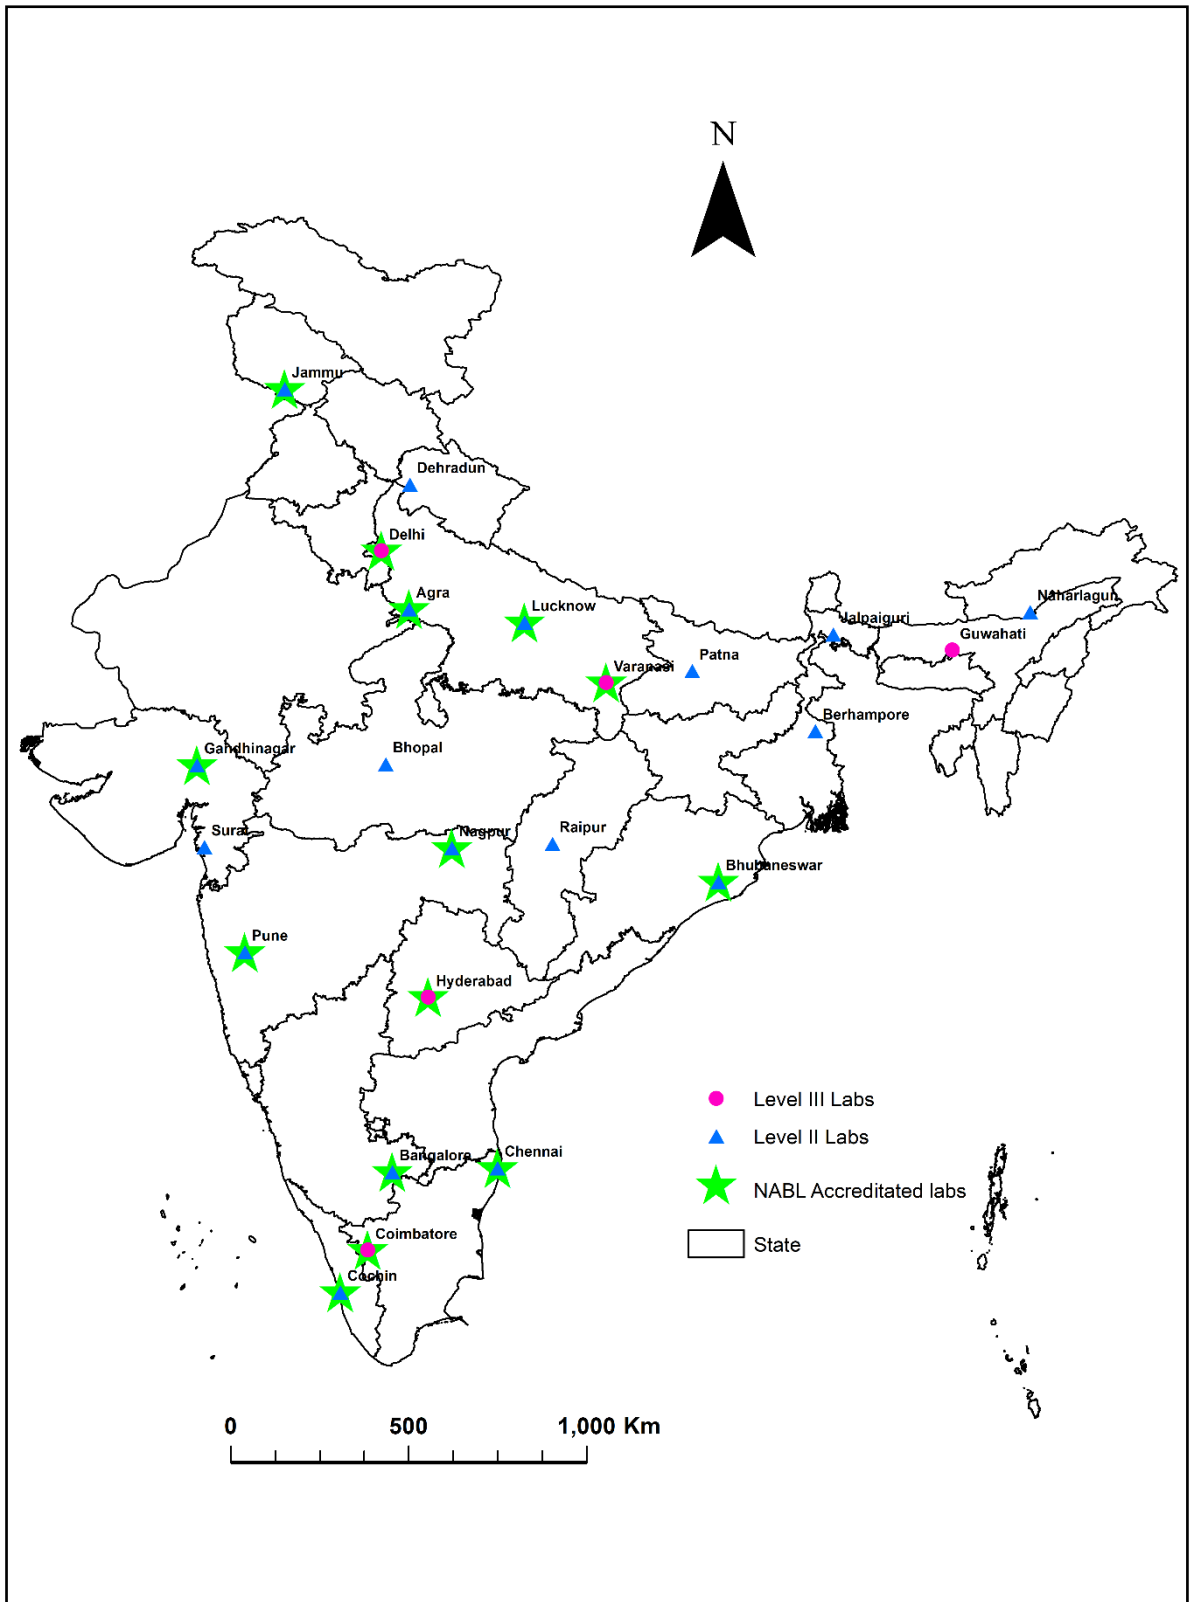 N
Jammu
Dehradun
Delhi
Agra
Lucknow
Naharlagun
Jalpaiguri
Guwahati
Patna
Varanasi
Berhampore
Gandhinagar
Bhopal
Surat
Nagpur
Raipur
Bhubaneswar
Pune
Hyderabad
Level III Labs
Level II Labs
Bangalore
Chennai
NABL Accreditated labs
Coimbatore
State
Cochin
0 500 1,000 Km